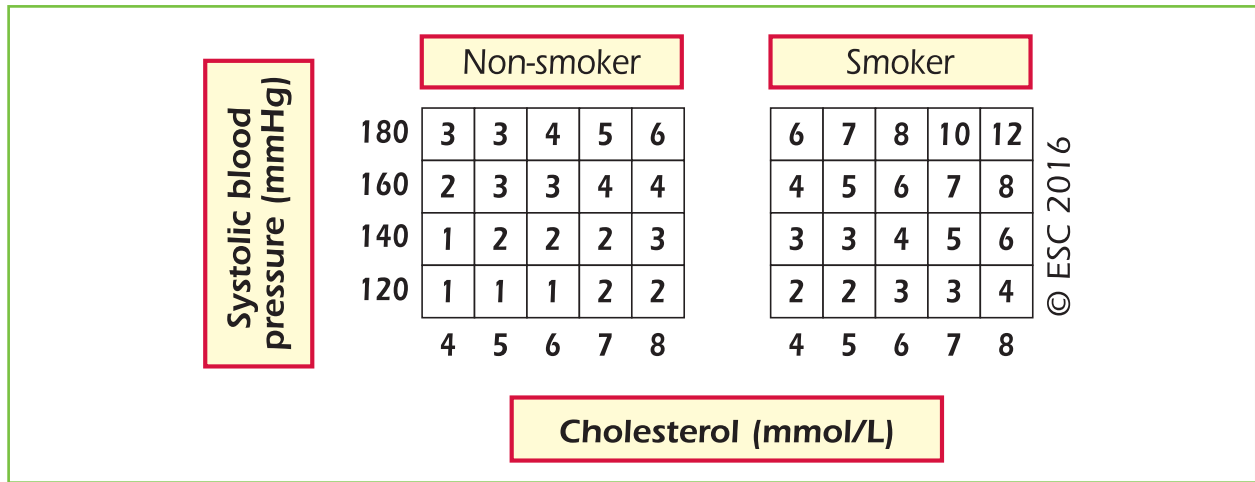 Non-smoker Smoker
Systolic blood
pressure (mmHg)
180 3 3 4 5 6 6 7 8 10 12
160 2 3 3 4 4 4 5 6 7 8
140 1 2 2 2 3 3 3 4 5 6
120 1 1 1 2 2 2 2 3 3 4
4 5 6 7 8 4 5 6 7 8
© ESC 2016
Cholesterol (mmol/L)